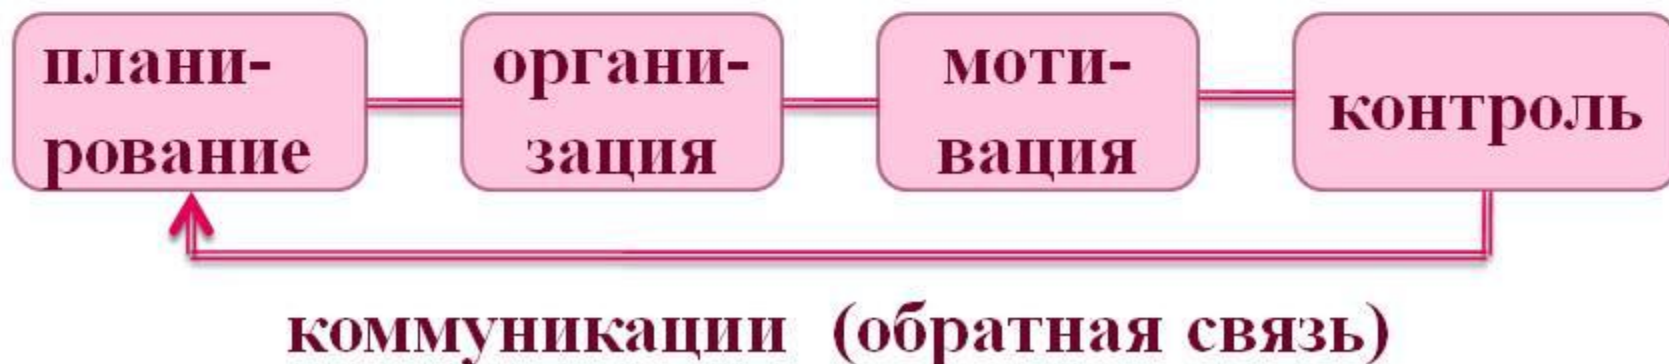 плани-
рование
органи-
зация
моти-
вация
контроль
коммуникации (обратная связь)